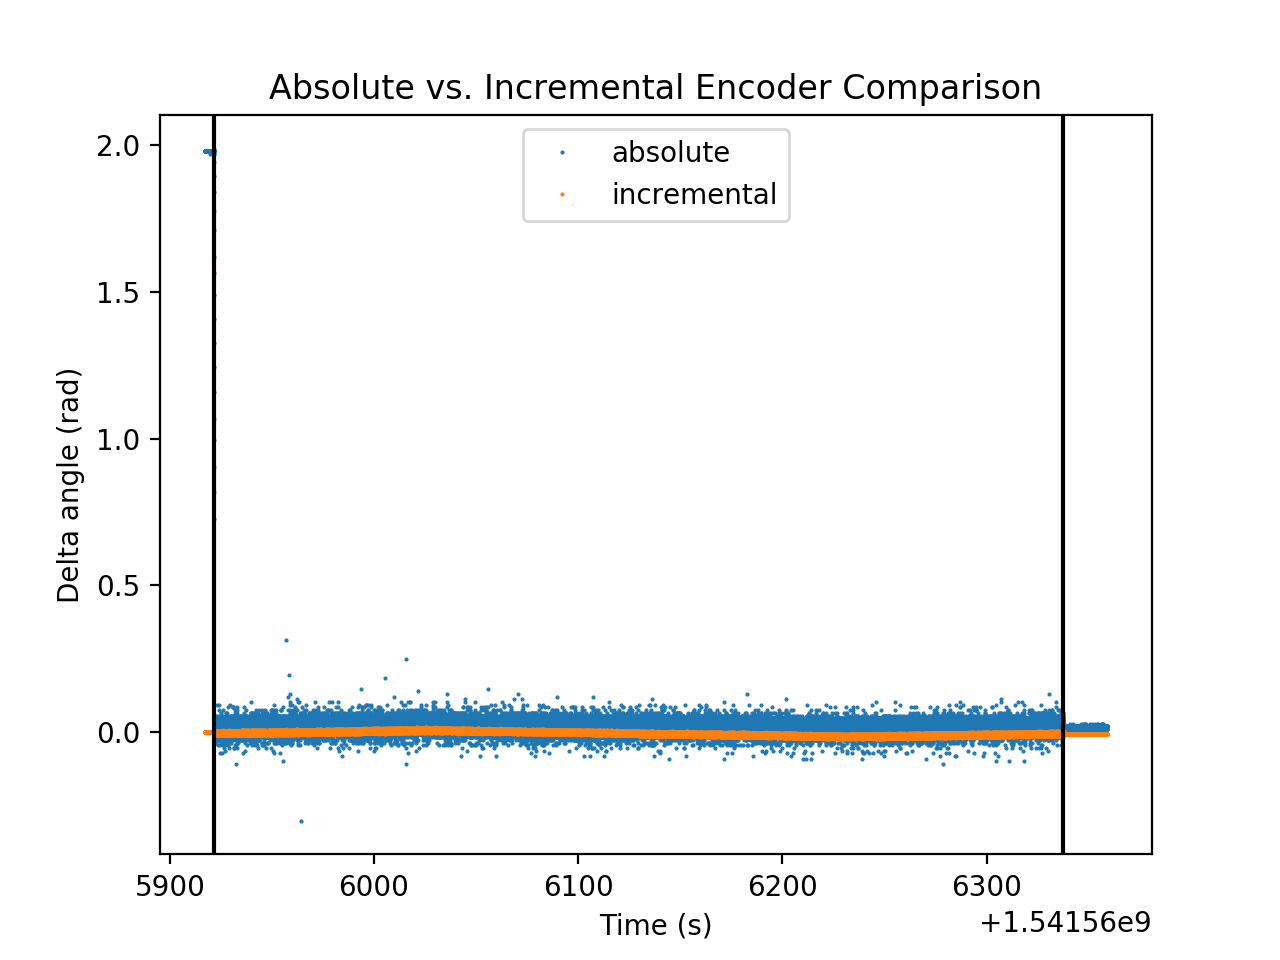 Absolute vs. Incremental Encoder Comparison
absolute
incremental
2.0
1.5
1.0
0.5
0.0
Delta angle (rad)
5900 6000 6100 6200 6300
Time (s)
+1.54156e9